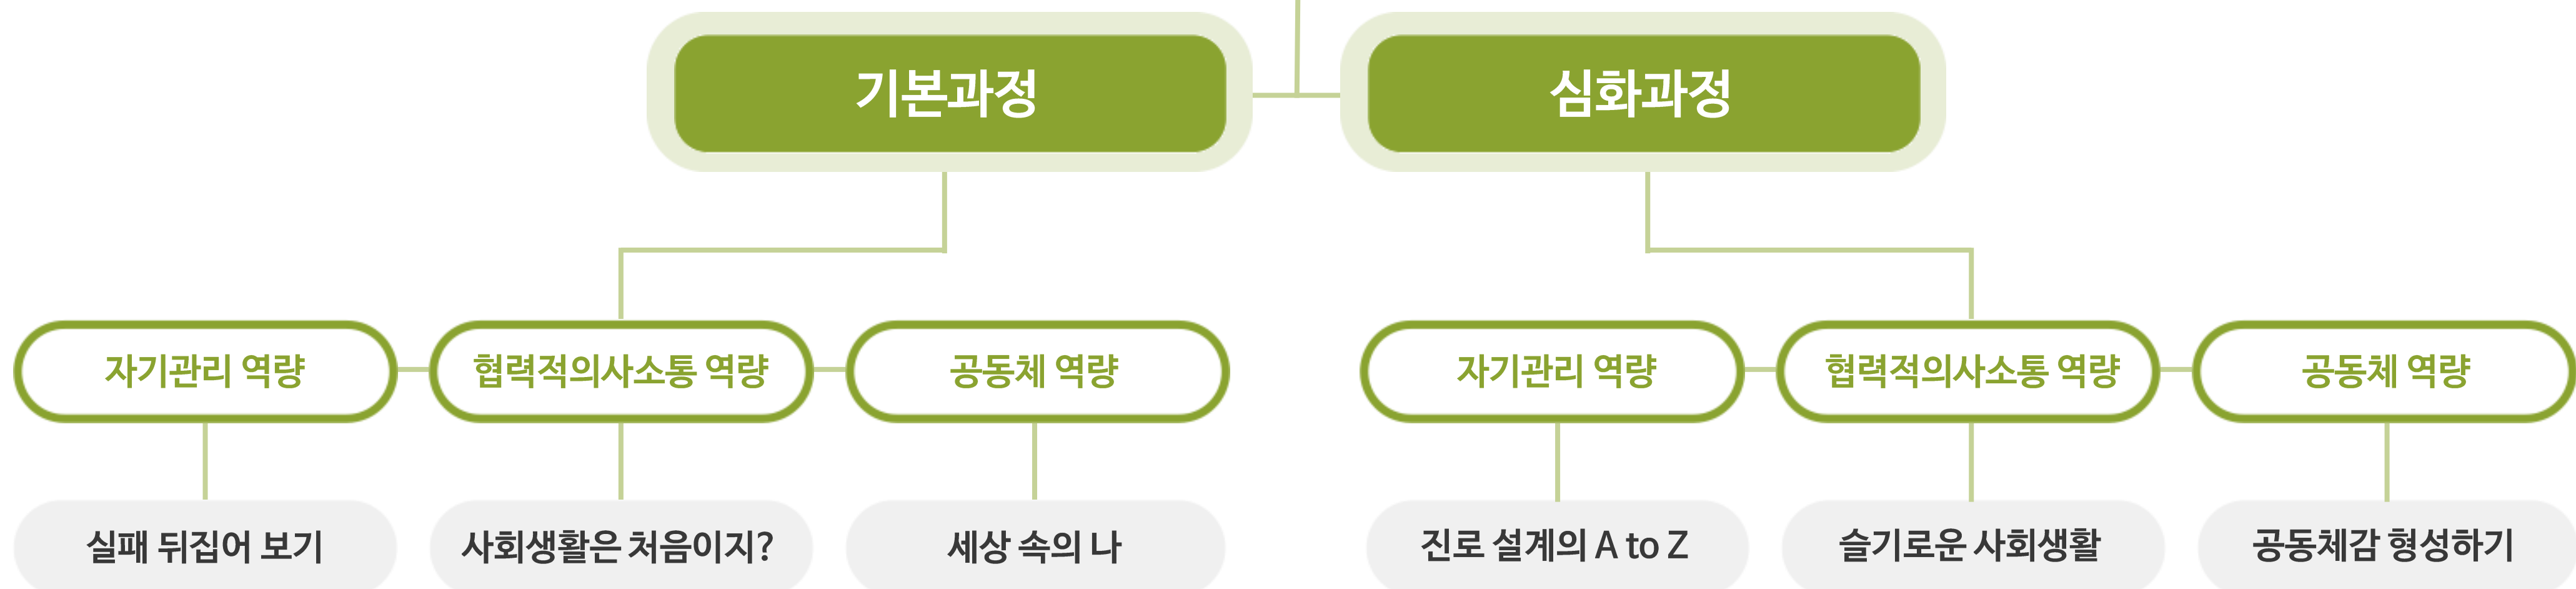 기본과정
심화과정
자기관리 역량
협력적의사소통 역량
공동체 역량
자기관리 역량
협력적의사소통 역량
공동체 역량
실패 뒤집어 보기
사회생활은 처음이지?
세상 속의 나
진로 설계의 A to Z
슬기로운 사회생활
공동체감 형성하기